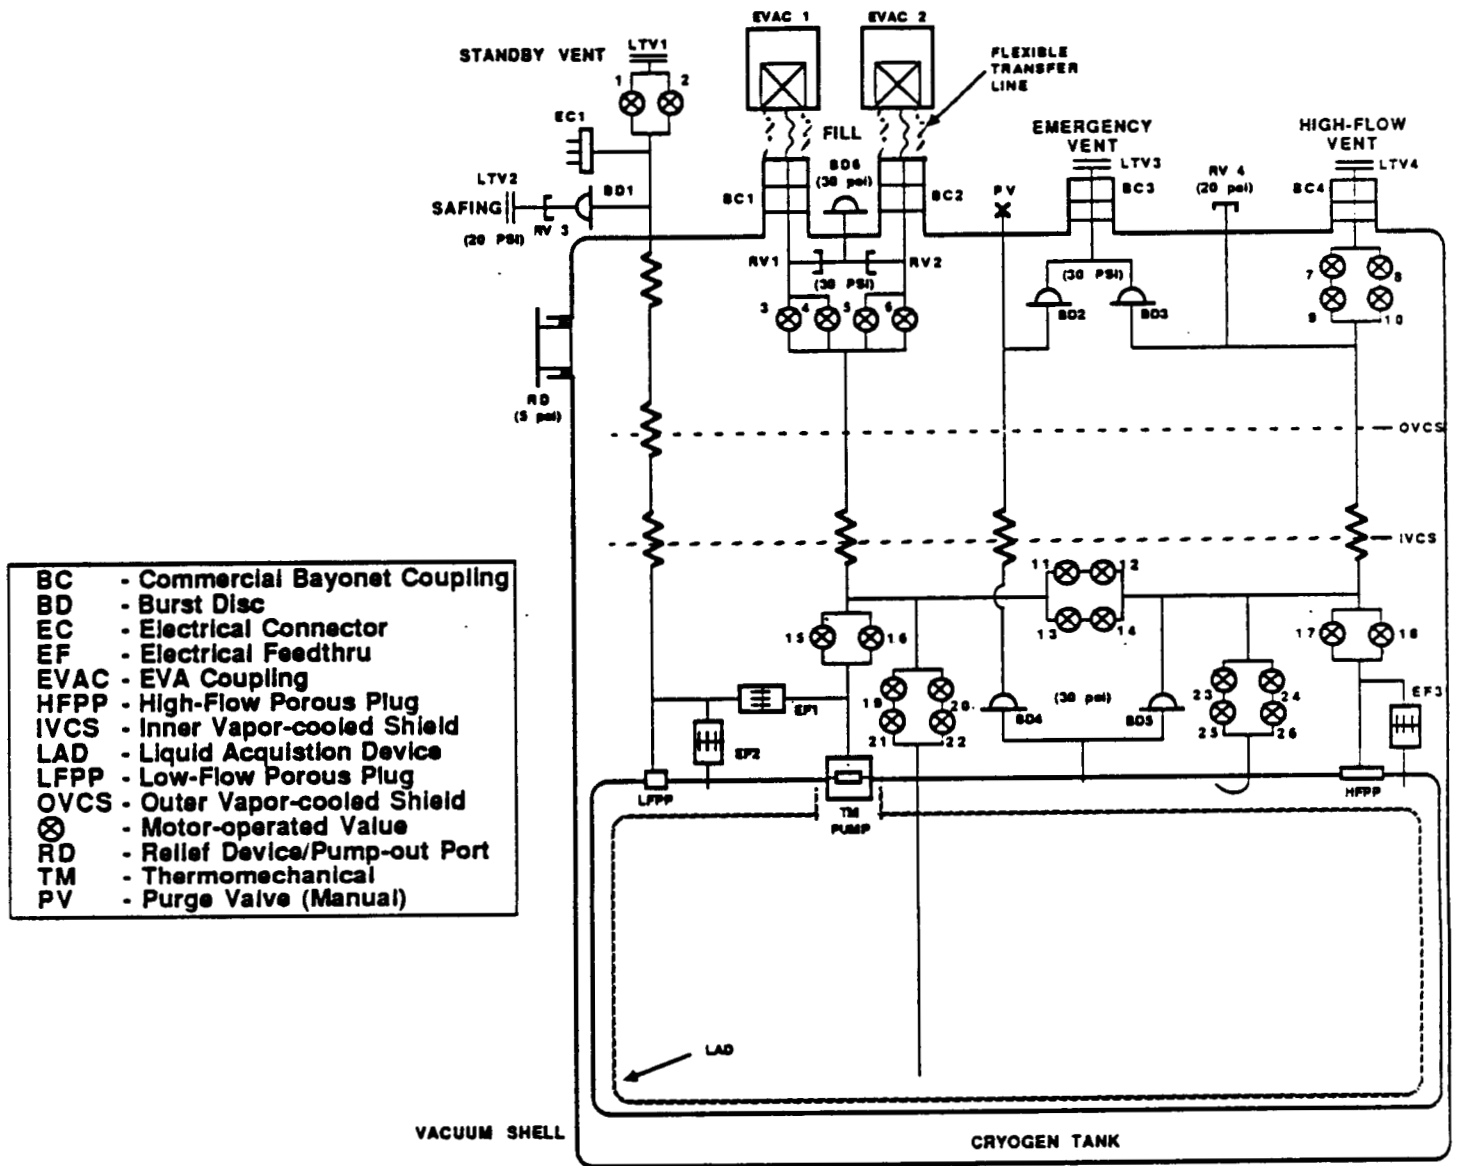 EVAC 1
EVAC 2
STANDBY VENT
LTV1
FLEXIBLE
TRANSFER
LINE
1
2
EC1
FILL
EMERGENCY
VENT
HIGH-FLOW
VENT
LTV3
LTV4
BD6
(30 psi)
RV 4
(20 psi)
LTV2
BD1
BC1
BC2
PV
BC3
BC4
SAFING
RV 3
(20 PSI)
RV1
RV2
(30 PSI)
(30 PSI)
7
8
3
4
5
6
BD2
BD3
9
10
RD
(5 psi)
OVCS
IVCS
11
12
BC - Commercial Bayonet Coupling
BD - Burst Disc
EC - Electrical Connector
EF - Electrical Feedthru
EVAC - EVA Coupling
HFPP - High-Flow Porous Plug
IVCS - Inner Vapor-cooled Shield
LAD - Liquid Acquistion Device
LFPP - Low-Flow Porous Plug
OVCS - Outer Vapor-cooled Shield
- Motor-operated Value
RD - Relief Device/Pump-out Port
TM - Thermomechanical
PV - Purge Valve (Manual)
13
14
15
16
17
18
19
20
21
22
23
24
25
26
EF1
EF2
EF3
BD4
(30 psi)
BD5
LFPP
TM
PUMP
HFPP
LAD
VACUUM SHELL
CRYOGEN TANK